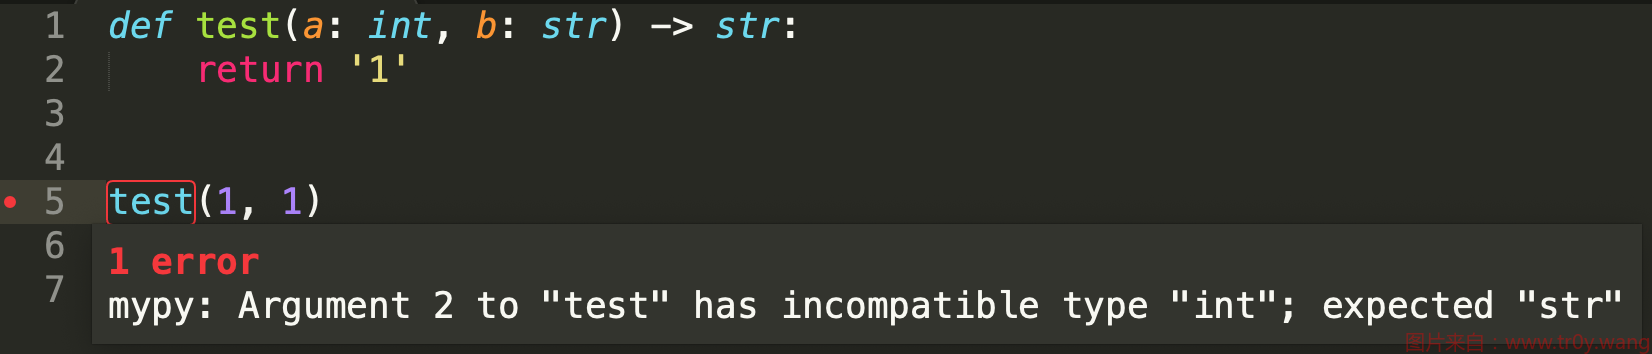 1 def test(a: int, b: str) -> str:
2 return '1'
3
4
5 test(1, 1)
6
1 error
7
mypy: Argument 2 to "test" has incompatible type "int"; expected "str"
图片来自：www.tr0y.wang